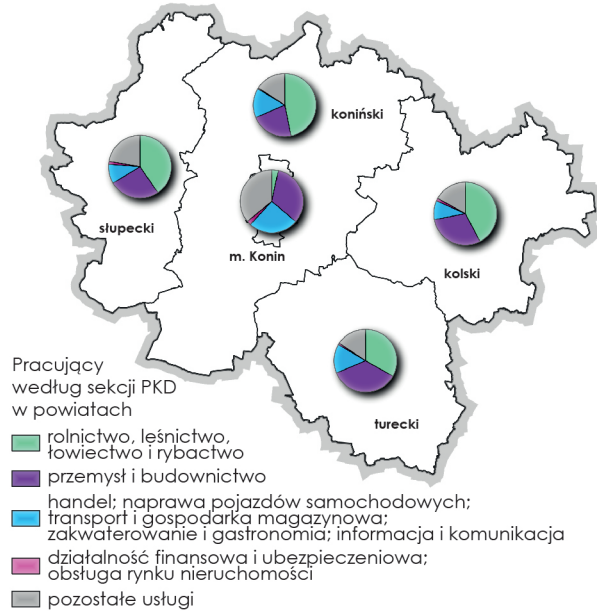 koniński
słupecki
m. Konin
kolski
turecki
Pracujący
według sekcji PKD
w powiatach
rolnictwo, leśnictwo,
łowiectwo i rybactwo
przemysł i budownictwo
handel; naprawa pojazdów samochodowych;
transport i gospodarka magazynowa;
zakwaterowanie i gastronomia; informacja i komunikacja
działalność finansowa i ubezpieczeniowa;
obsługa rynku nieruchomości
pozostałe usługi